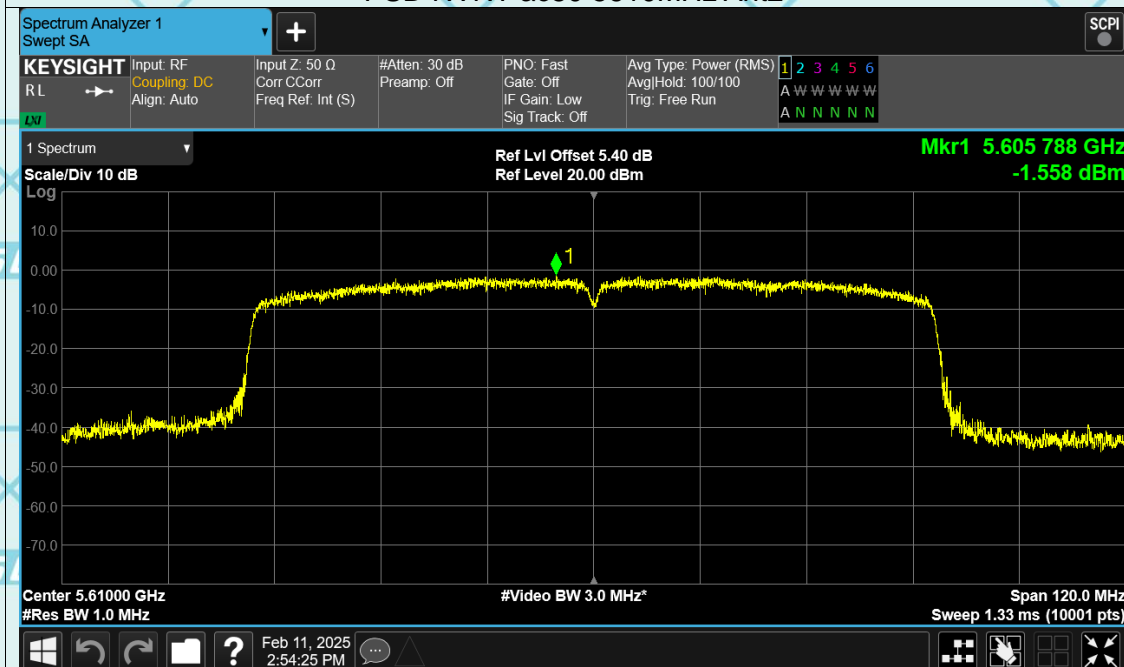 Spectrum Analyzer 1
Swept SA
+
SCPI
KEYSIGHT
R L
LXI
Input: RF
Coupling: DC
Align: Auto
Input Z: 50 Ω
Corr CCorr
Freq Ref: Int (S)
#Atten: 30 dB
Preamp: Off
PNO: Fast
Gate: Off
IF Gain: Low
Sig Track: Off
Avg Type: Power (RMS)
Avg|Hold: 100/100
Trig: Free Run
1 2 3 4 5 6
A W W W W W
A N N N N N
1 Spectrum
Scale/Div 10 dB
Log
Ref Lvl Offset 5.40 dB
Ref Level 20.00 dBm
Mkr1 5.605 788 GHz
-1.558 dBm
1
10.0
0.00
-10.0
-20.0
-30.0
-40.0
-50.0
-60.0
-70.0
Center 5.61000 GHz
#Res BW 1.0 MHz
#Video BW 3.0 MHz*
Span 120.0 MHz
Sweep 1.33 ms (10001 pts)
?
Feb 11, 2025
2:54:25 PM